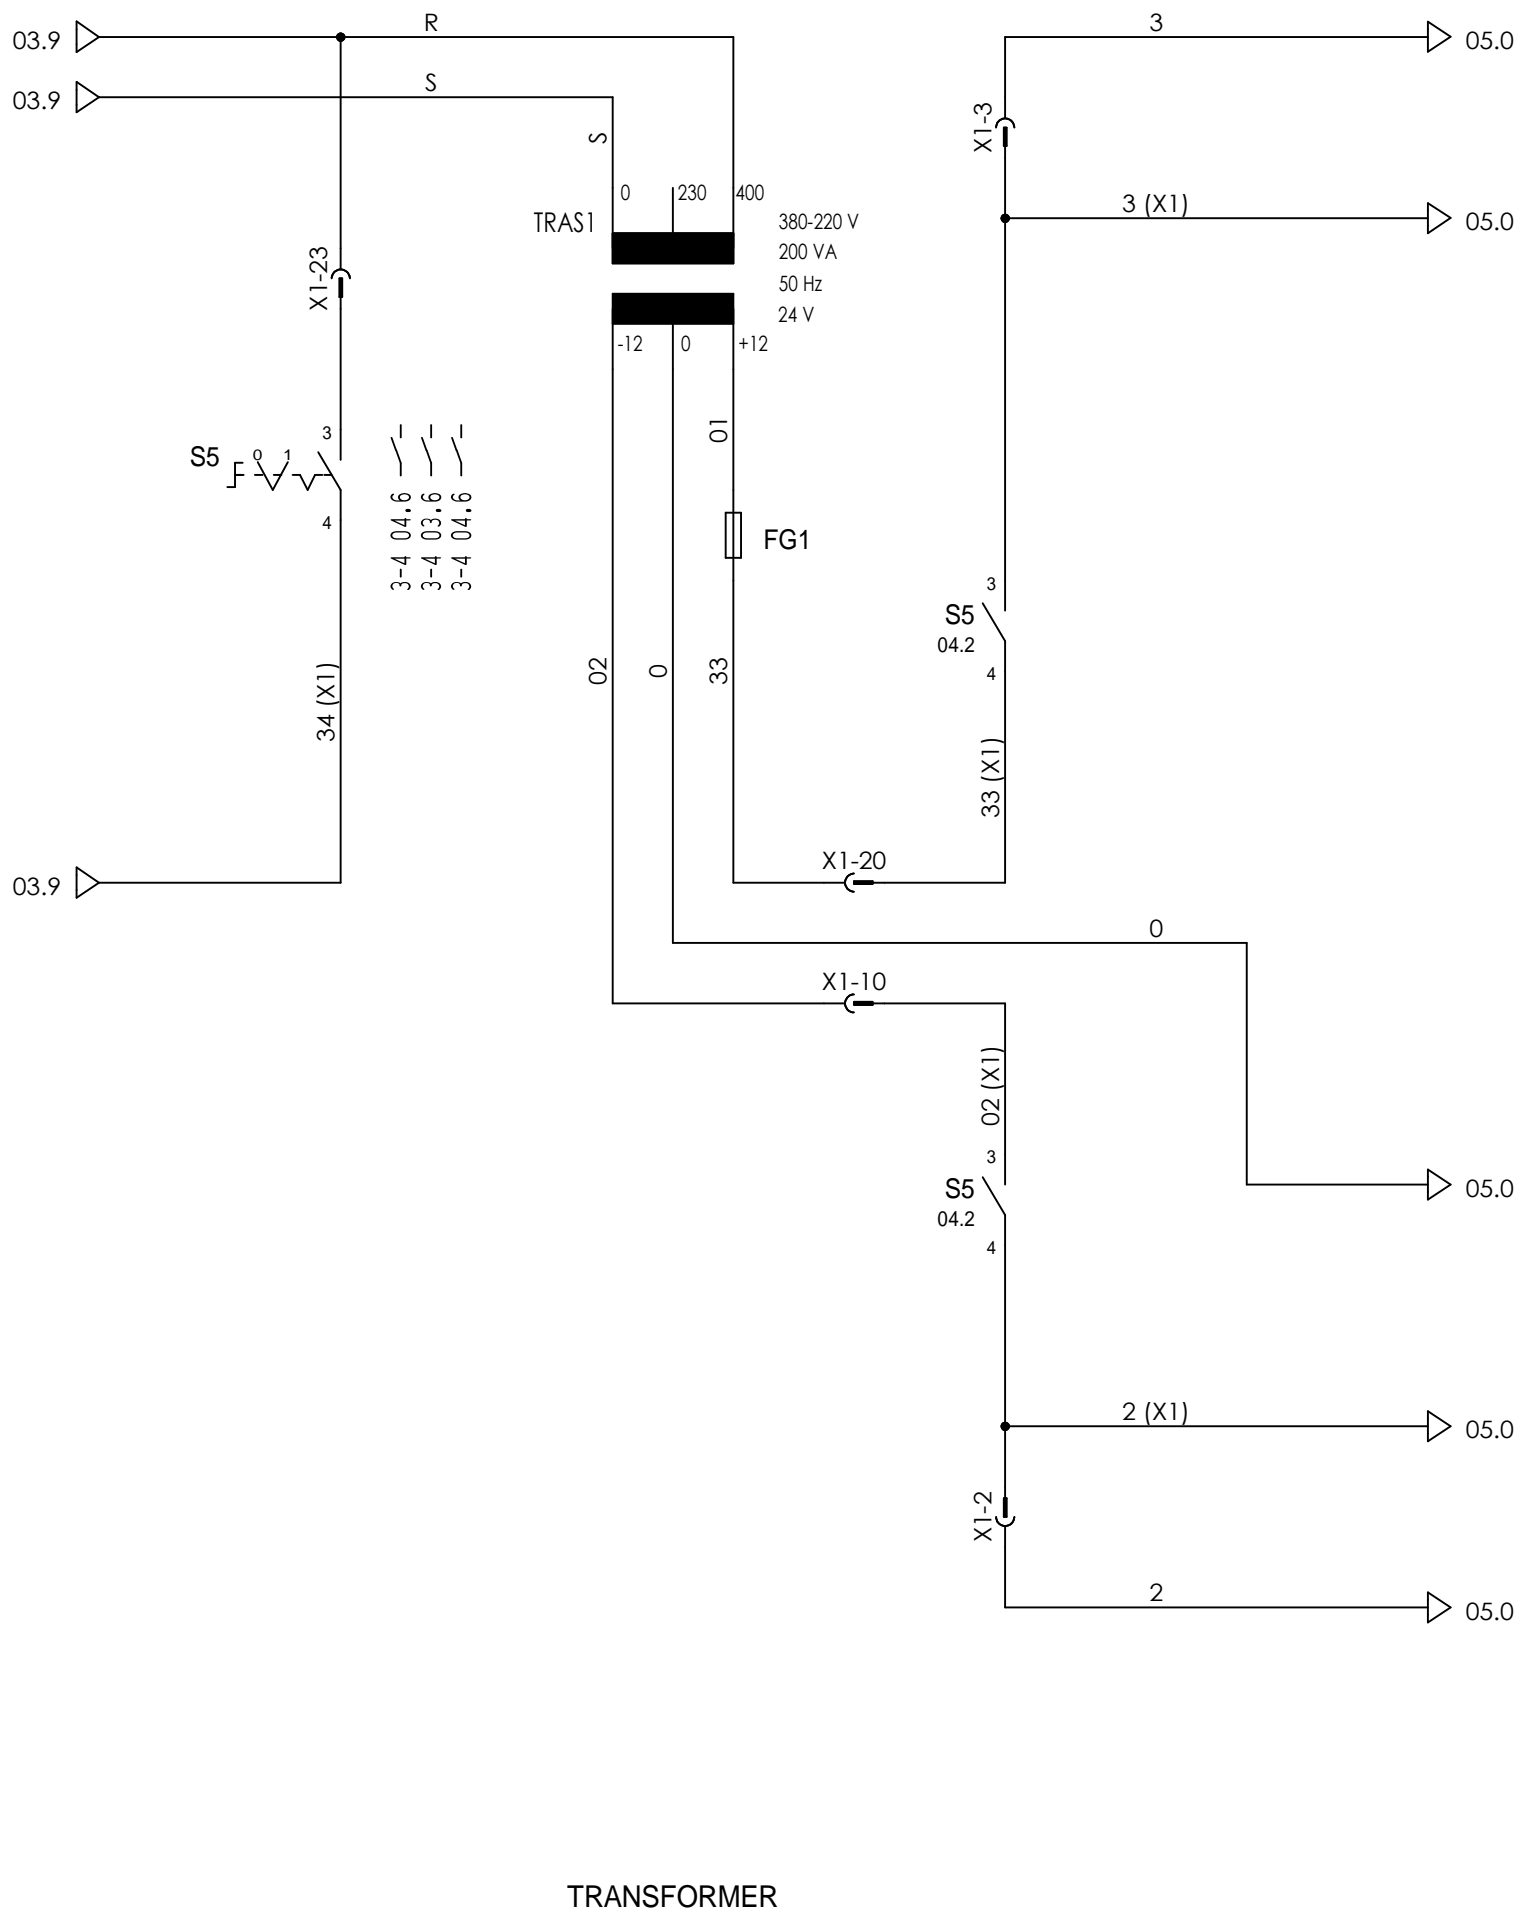 03.9
R
3
05.0
03.9
S
S
X1-3
0
230
400
TRAS1
380-220 V
200 VA
50 Hz
24 V
3 (X1)
05.0
X1-23
-12
0
+12
01
S5
0
1
3
4
3-4 04.6
3-4 03.6
3-4 04.6
FG1
3
S5
04.2
4
34 (X1)
02
0
33
33 (X1)
03.9
X1-20
0
X1-10
02 (X1)
3
S5
04.2
4
05.0
2 (X1)
05.0
X1-2
2
05.0
TRANSFORMER